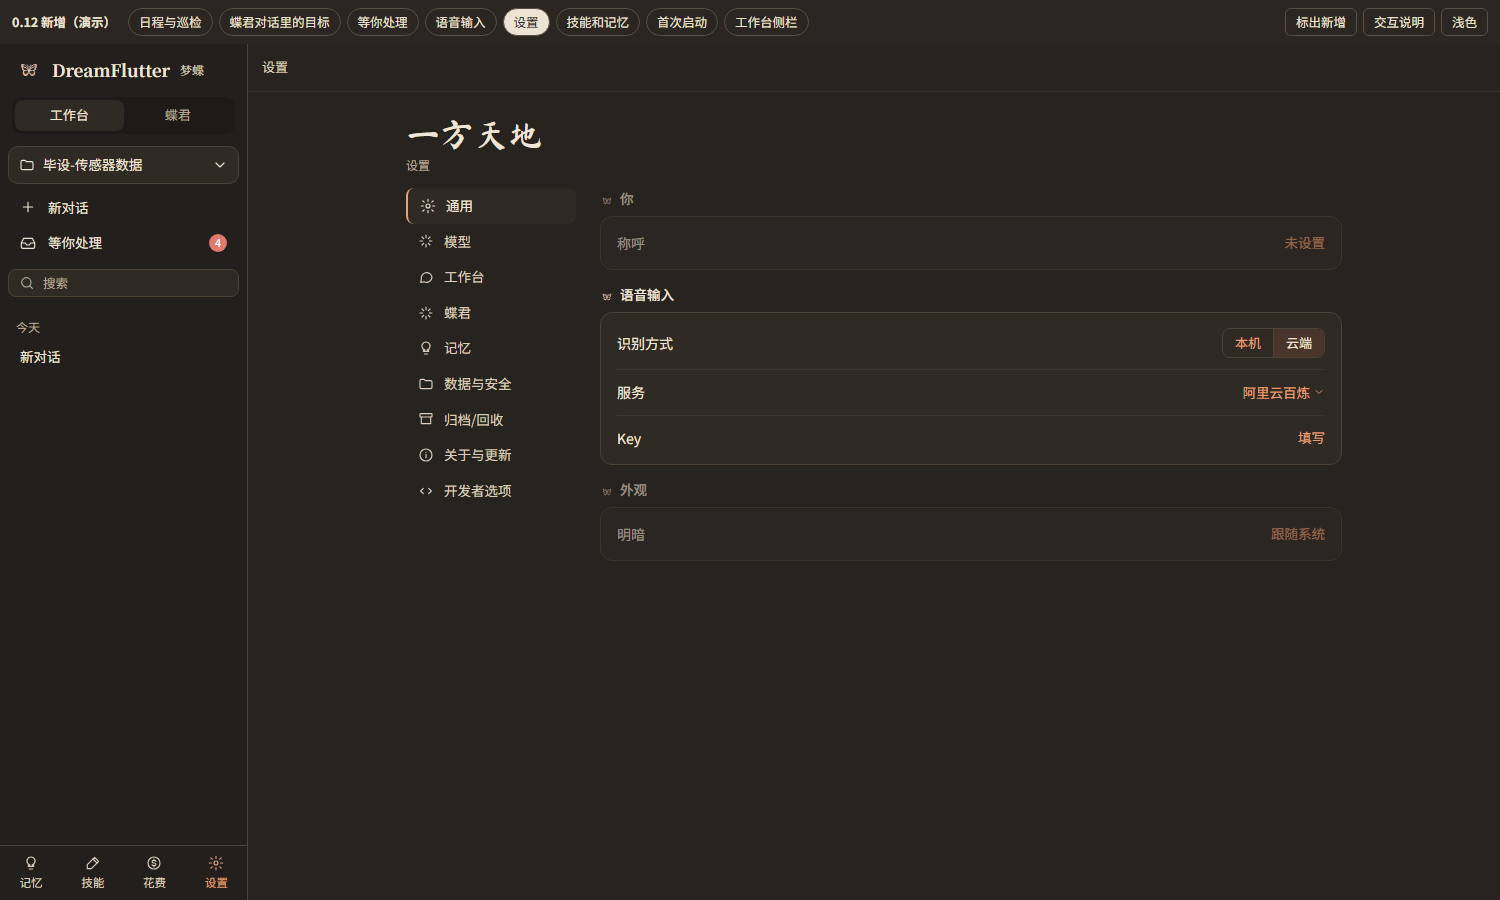 0.12 新增（演示） 日程与巡检 蝶君对话里的目标 等你处理 语音输入 设置 技能和记忆 首次启动 工作台侧栏 标出新增 交互说明 浅色
DreamFlutter 梦蝶
工作台 蝶君
毕设-传感器数据
新对话
等你处理 4
搜索
今天
新对话
记忆 技能 花费 设置
设置
一方天地
设置
通用
模型
工作台
蝶君
记忆
数据与安全
归档/回收
关于与更新
开发者选项
你
称呼 未设置
语音输入
识别方式 本机 云端
服务 阿里云百炼
Key 填写
外观
明暗 跟随系统